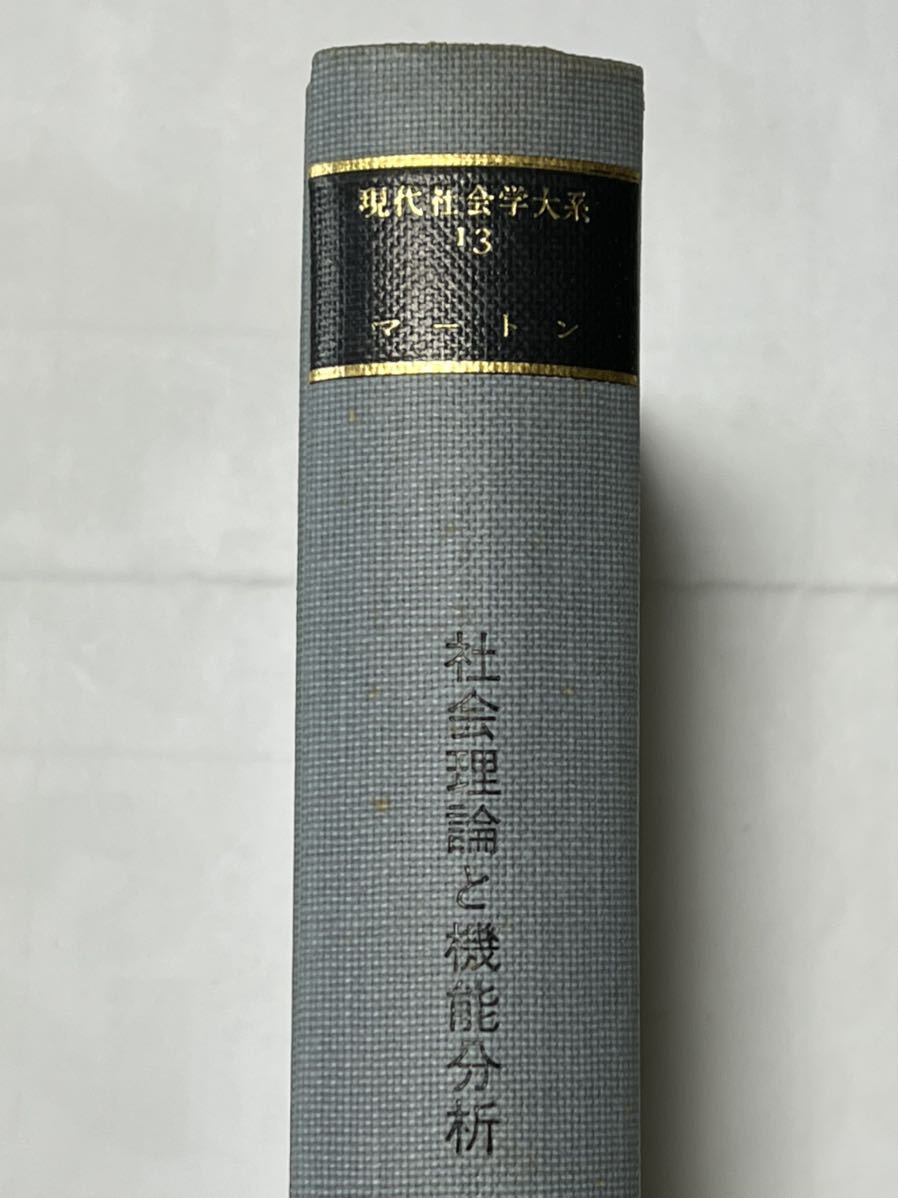 現代社会学大系
13
マートン
社会理論と機能分析